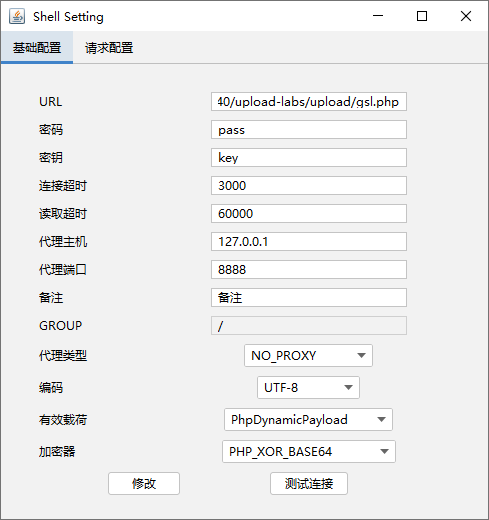 Shell Setting
基础配置 请求配置
URL 40/upload-labs/upload/gsl.php
密码 pass
密钥 key
连接超时 3000
读取超时 60000
代理主机 127.0.0.1
代理端口 8888
备注 备注
GROUP /
代理类型 NO_PROXY
编码 UTF-8
有效载荷 PhpDynamicPayload
加密器 PHP_XOR_BASE64
修改 测试连接